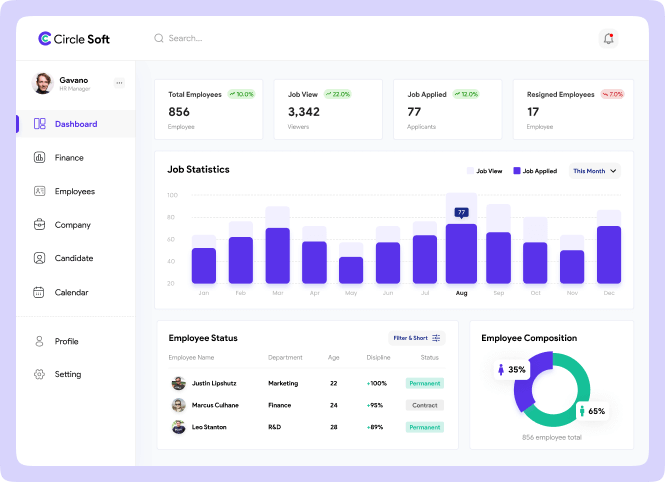 Circle Soft
Search...
Gavano
HR Manager
Dashboard
Finance
Employees
Company
Candidate
Calendar
Profile
Setting
Total Employees 10.0%
856
Employee
Job View 22.0%
3,342
Viewers
Job Applied 12.0%
77
Applicants
Resigned Employees 7.0%
17
Employee
Job Statistics
Job View Job Applied This Month
100
80
60
40
20
77
Jan Feb Mar Apr May Jun Jul Aug Sep Oct Nov Dec
Employee Status
Filter & Short
Employee Name Department Age Disipline Status
Justin Lipshutz Marketing 22 +100% Permanent
Marcus Culhane Finance 24 +95% Contract
Leo Stanton R&D 28 +89% Permanent
Employee Composition
35%
65%
856 employee total